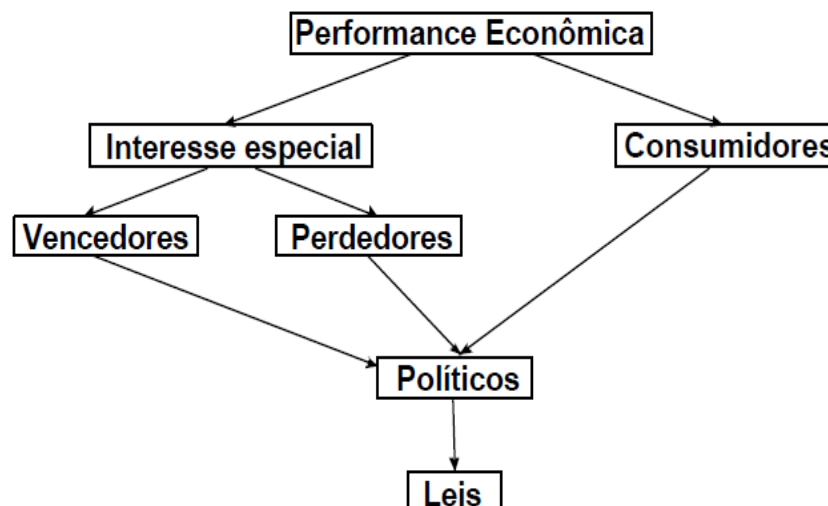 Performance Econômica
Interesse especial
Consumidores
Vencedores
Perdedores
Políticos
Leis